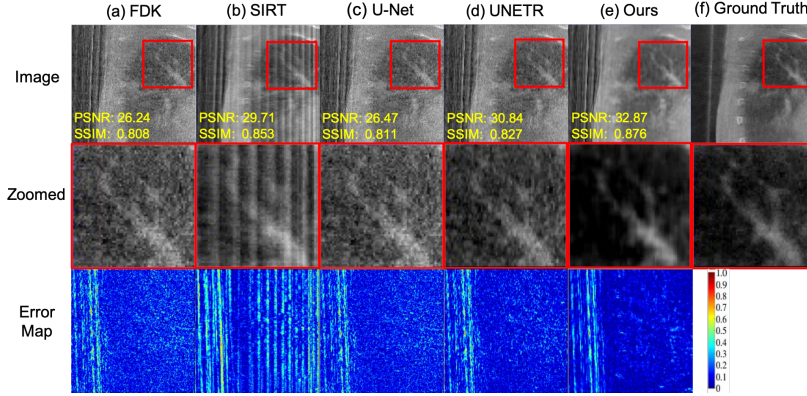 (a) FDK (b) SIRT (c) U-Net (d) UNETR (e) Ours (f) Ground Truth
Image
PSNR: 26.24 PSNR: 29.71 PSNR: 26.47 PSNR: 30.84 PSNR: 32.87
SSIM: 0.808 SSIM: 0.853 SSIM: 0.811 SSIM: 0.827 SSIM: 0.876
Zoomed
Error
Map
1.0
0.9
0.8
0.7
0.6
0.5
0.4
0.3
0.2
0.1
0